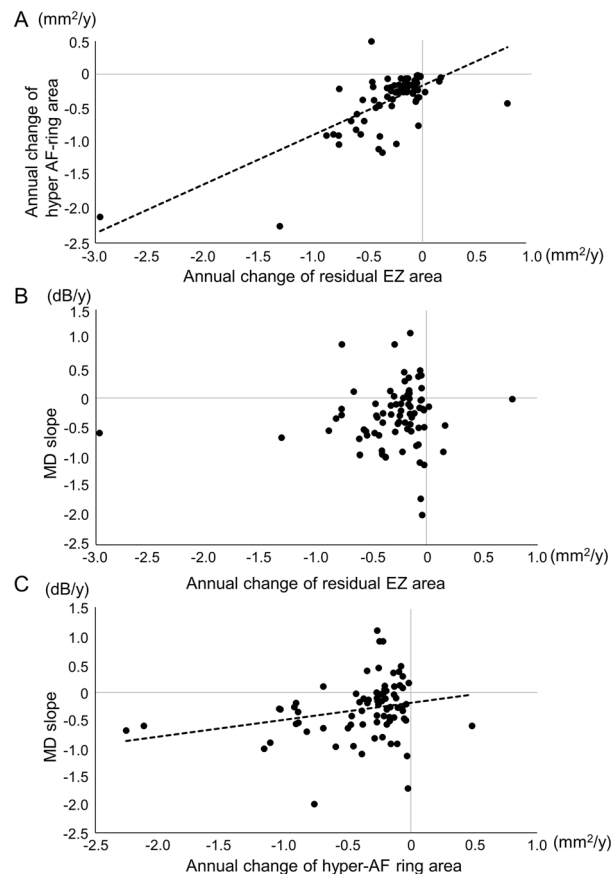 A (mm²/y)
0.5
0
-0.5
-1.0
-1.5
-2.0
-2.5
Annual change of
hyper AF-ring area
-3.0 -2.5 -2.0 -1.5 -1.0 -0.5 0 0.5 1.0 (mm²/y)
Annual change of residual EZ area
B (dB/y)
1.5
1.0
0.5
0
-0.5
-1.0
-1.5
-2.0
2.5
MD slope
-3.0 -2.5 -2.0 -1.5 -1.0 -0.5 0 0.5 1.0 (mm²/y)
Annual change of residual EZ area
C (dB/y)
1.5
1.0
0.5
0
-0.5
-1.0
-1.5
-2.0
-2.5
MD slope
-2.5 -2.0 -1.5 -1.0 -0.5 0 0.5 1.0 (mm²/y)
Annual change of hyper-AF ring area